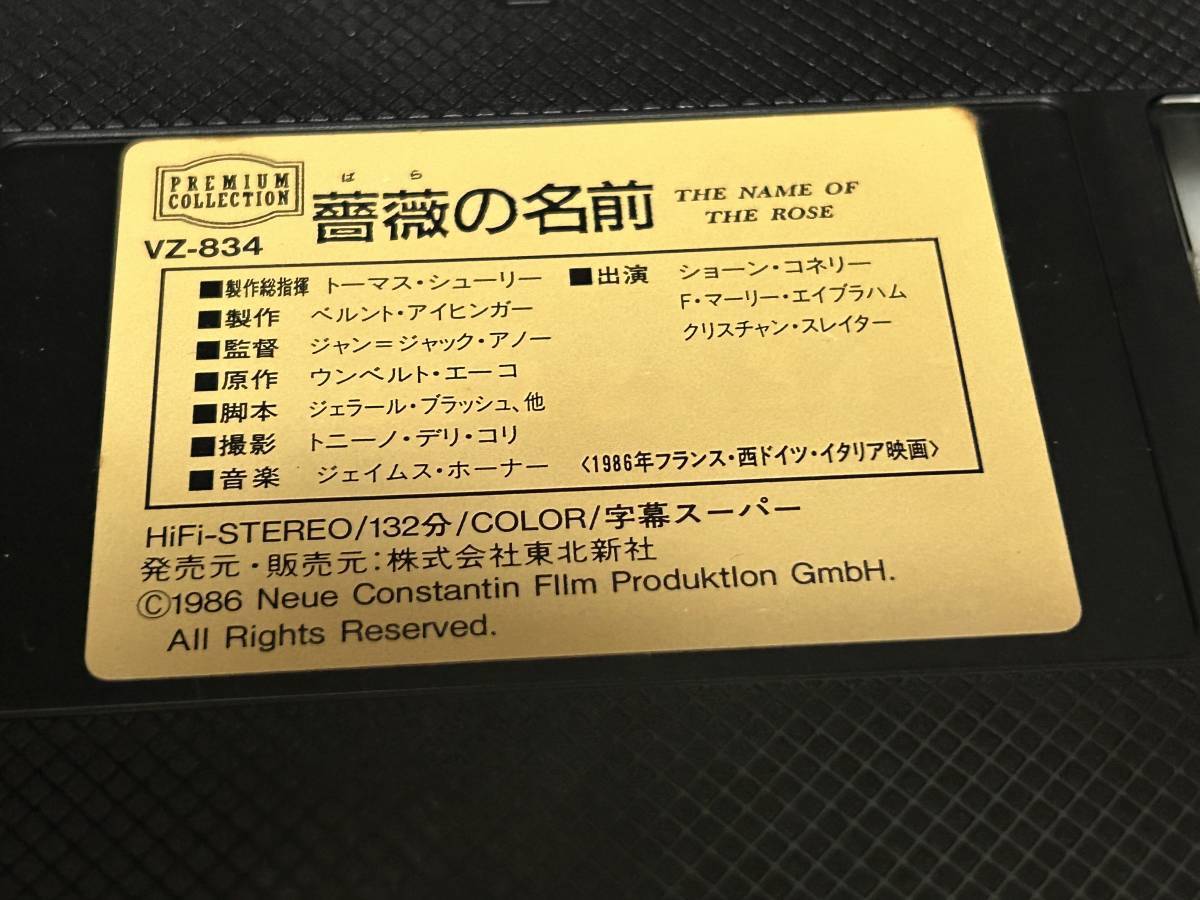 PREMIUM
COLLECTION
VZ-834
ばら
薔薇の名前
THE NAME OF
THE ROSE
■製作総指揮 トーマス・シューリー
■製作 ベルント・アイヒンガー
■監督 ジャン=ジャック・アノー
■原作 ウンベルト・エーコ
■脚本 ジェラール・ブラッシュ、他
■撮影 トニーノ・デリ・コリ
■音楽 ジェイムス・ホーナー
■出演 ショーン・コネリー
F・マーリー・エイブラハム
クリスチャン・スレイター
〈1986年フランス・西ドイツ・イタリア映画〉
HiFi-STEREO/132分/COLOR/字幕スーパー
発売元・販売元:株式会社東北新社
©1986 Neue Constantin FIlm ProduktIon GmbH.
All Rights Reserved.